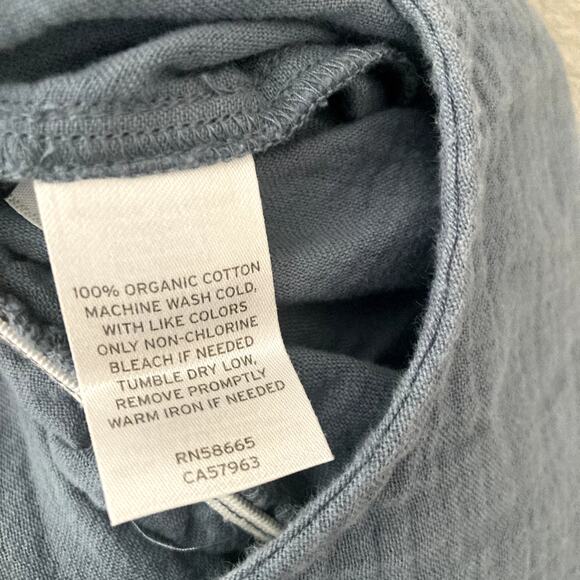 100% ORGANIC COTTON
MACHINE WASH COLD,
WITH LIKE COLORS
ONLY NON-CHLORINE
BLEACH IF NEEDED
TUMBLE DRY LOW,
REMOVE PROMPTLY
WARM IRON IF NEEDED
RN58665
CA57963